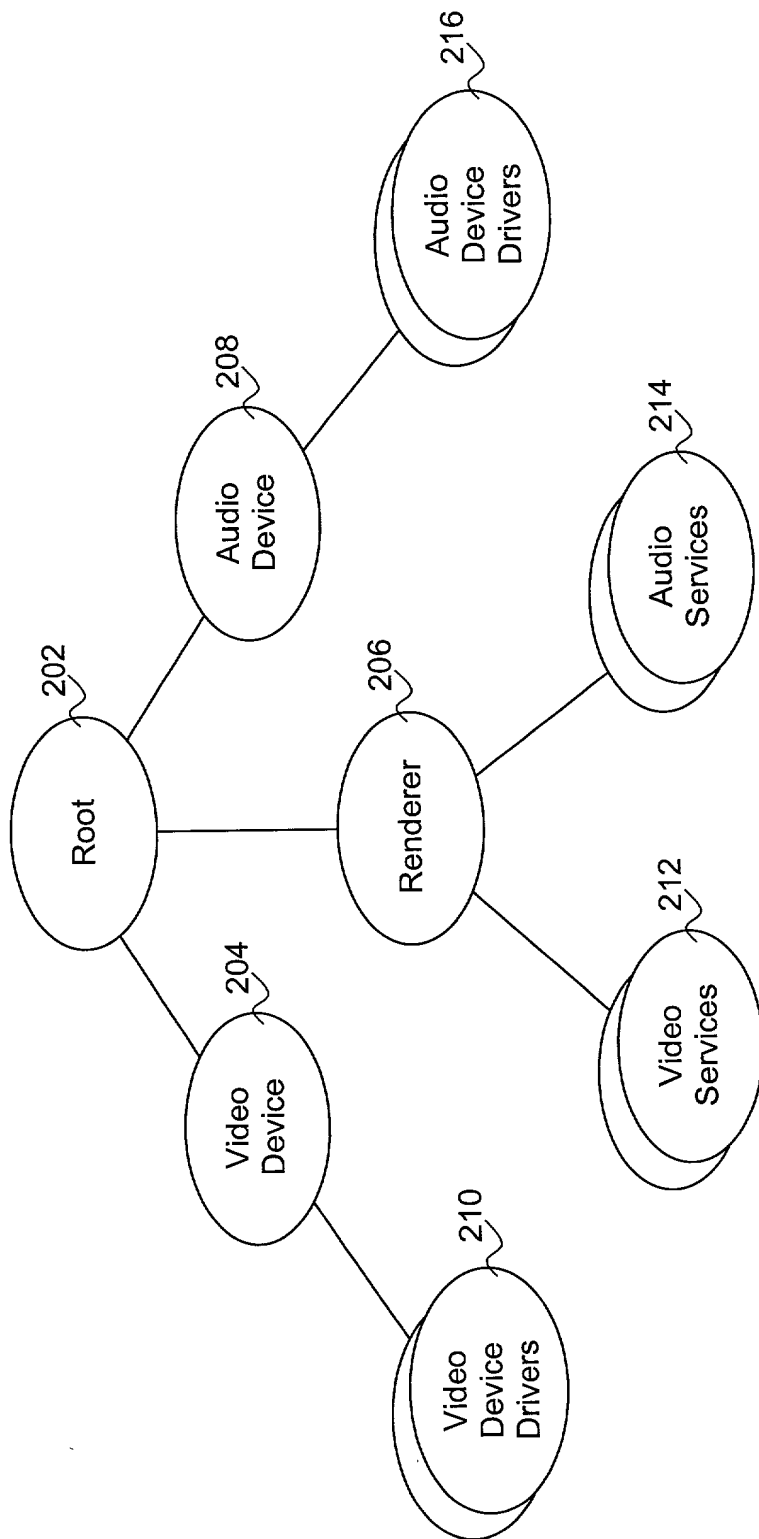 202
Root
204
Video
Device
206
Renderer
208
Audio
Device
210
Video
Device
Drivers
212
Video
Services
214
Audio
Services
216
Audio
Device
Drivers